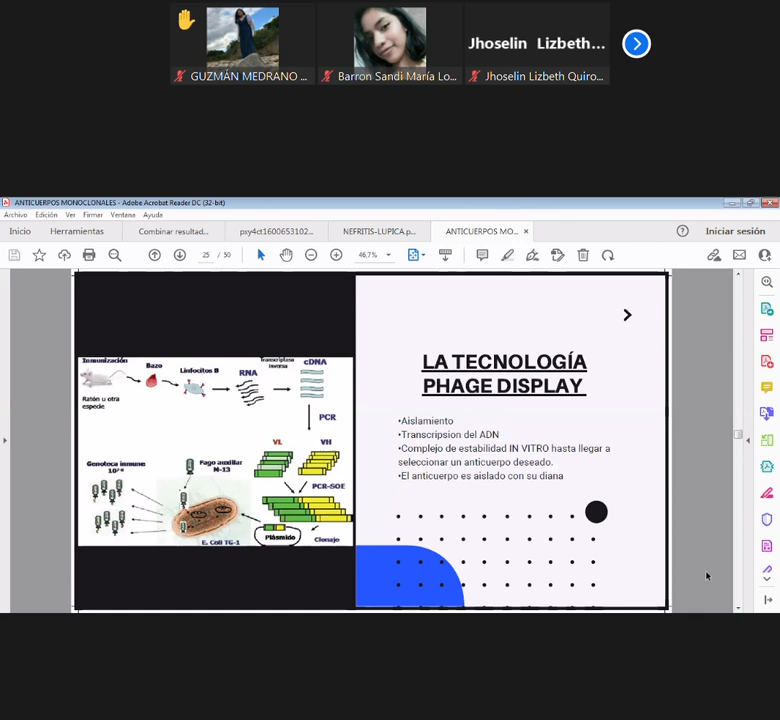 Jhoselin Lizbeth...
GUZMÁN MEDRANO ...
Barron Sandi María Lo...
Jhoselin Lizbeth Quiro...
ANTICUERPOS MONOCLONALES - Adobe Acrobat Reader DC (32-bit)
Archivo Edición Ver Firmar Ventana Ayuda
Inicio Herramientas Combinar resultad... psy4ct1600653102... NEFRITIS-LUPICA.p... ANTICUERPOS MO... × Iniciar sesión
25 / 50 46,7%
Inmunización
Bazo
Linfocitos B
RNA
Transcriptasa
inversa
cDNA
Ratón u otra
especie
PCR
VL
VH
Genoteca inmune
Fago auxiliar
M-13
PCR-SOE
Plásmido
Clonaje
E. Coli TG-1
LA TECNOLOGÍA
PHAGE DISPLAY
•Aislamiento
•Transcripsion del ADN
•Complejo de estabilidad IN VITRO hasta llegar a
seleccionar un anticuerpo deseado.
•El anticuerpo es aislado con su diana